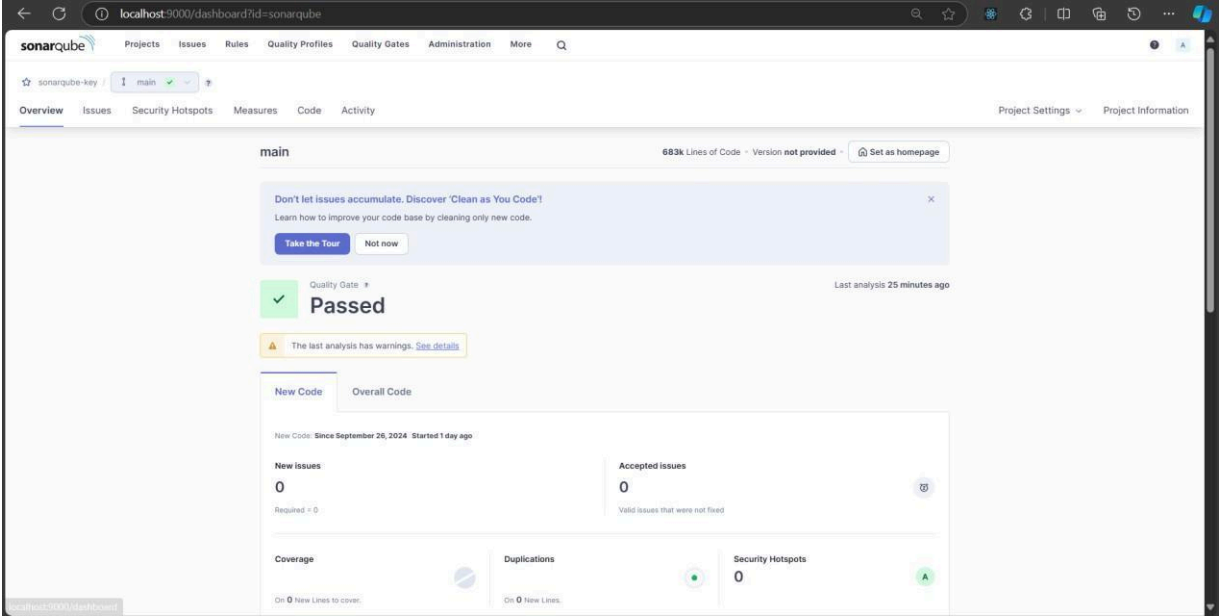 localhost:9000/dashboard?id=sonarqube
sonarqube Projects Issues Rules Quality Profiles Quality Gates Administration More A
sonarqube-key / main
Overview Issues Security Hotspots Measures Code Activity Project Settings Project Information
main 683k Lines of Code · Version not provided · Set as homepage
Don't let issues accumulate. Discover 'Clean as You Code'!
Learn how to improve your code base by cleaning only new code.
Take the Tour Not now
Quality Gate Last analysis 25 minutes ago
Passed
The last analysis has warnings. See details
New Code Overall Code
New Code: Since September 26, 2024 Started 1 day ago
New issues Accepted issues
0 0
Required = 0 Valid issues that were not fixed
Coverage Duplications Security Hotspots
0 A
On 0 New Lines to cover. On 0 New Lines.
localhost:9000/dashboard